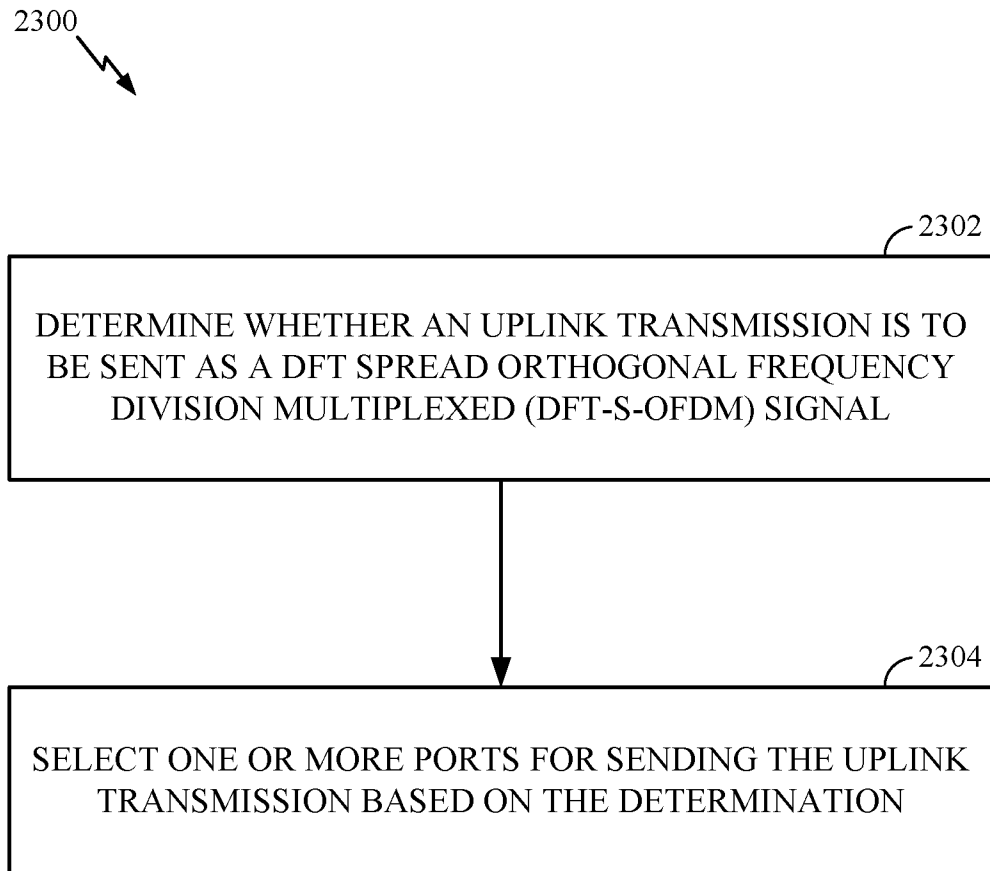 2300
2302
DETERMINE WHETHER AN UPLINK TRANSMISSION IS TO
BE SENT AS A DFT SPREAD ORTHOGONAL FREQUENCY
DIVISION MULTIPLEXED (DFT-S-OFDM) SIGNAL
2304
SELECT ONE OR MORE PORTS FOR SENDING THE UPLINK
TRANSMISSION BASED ON THE DETERMINATION